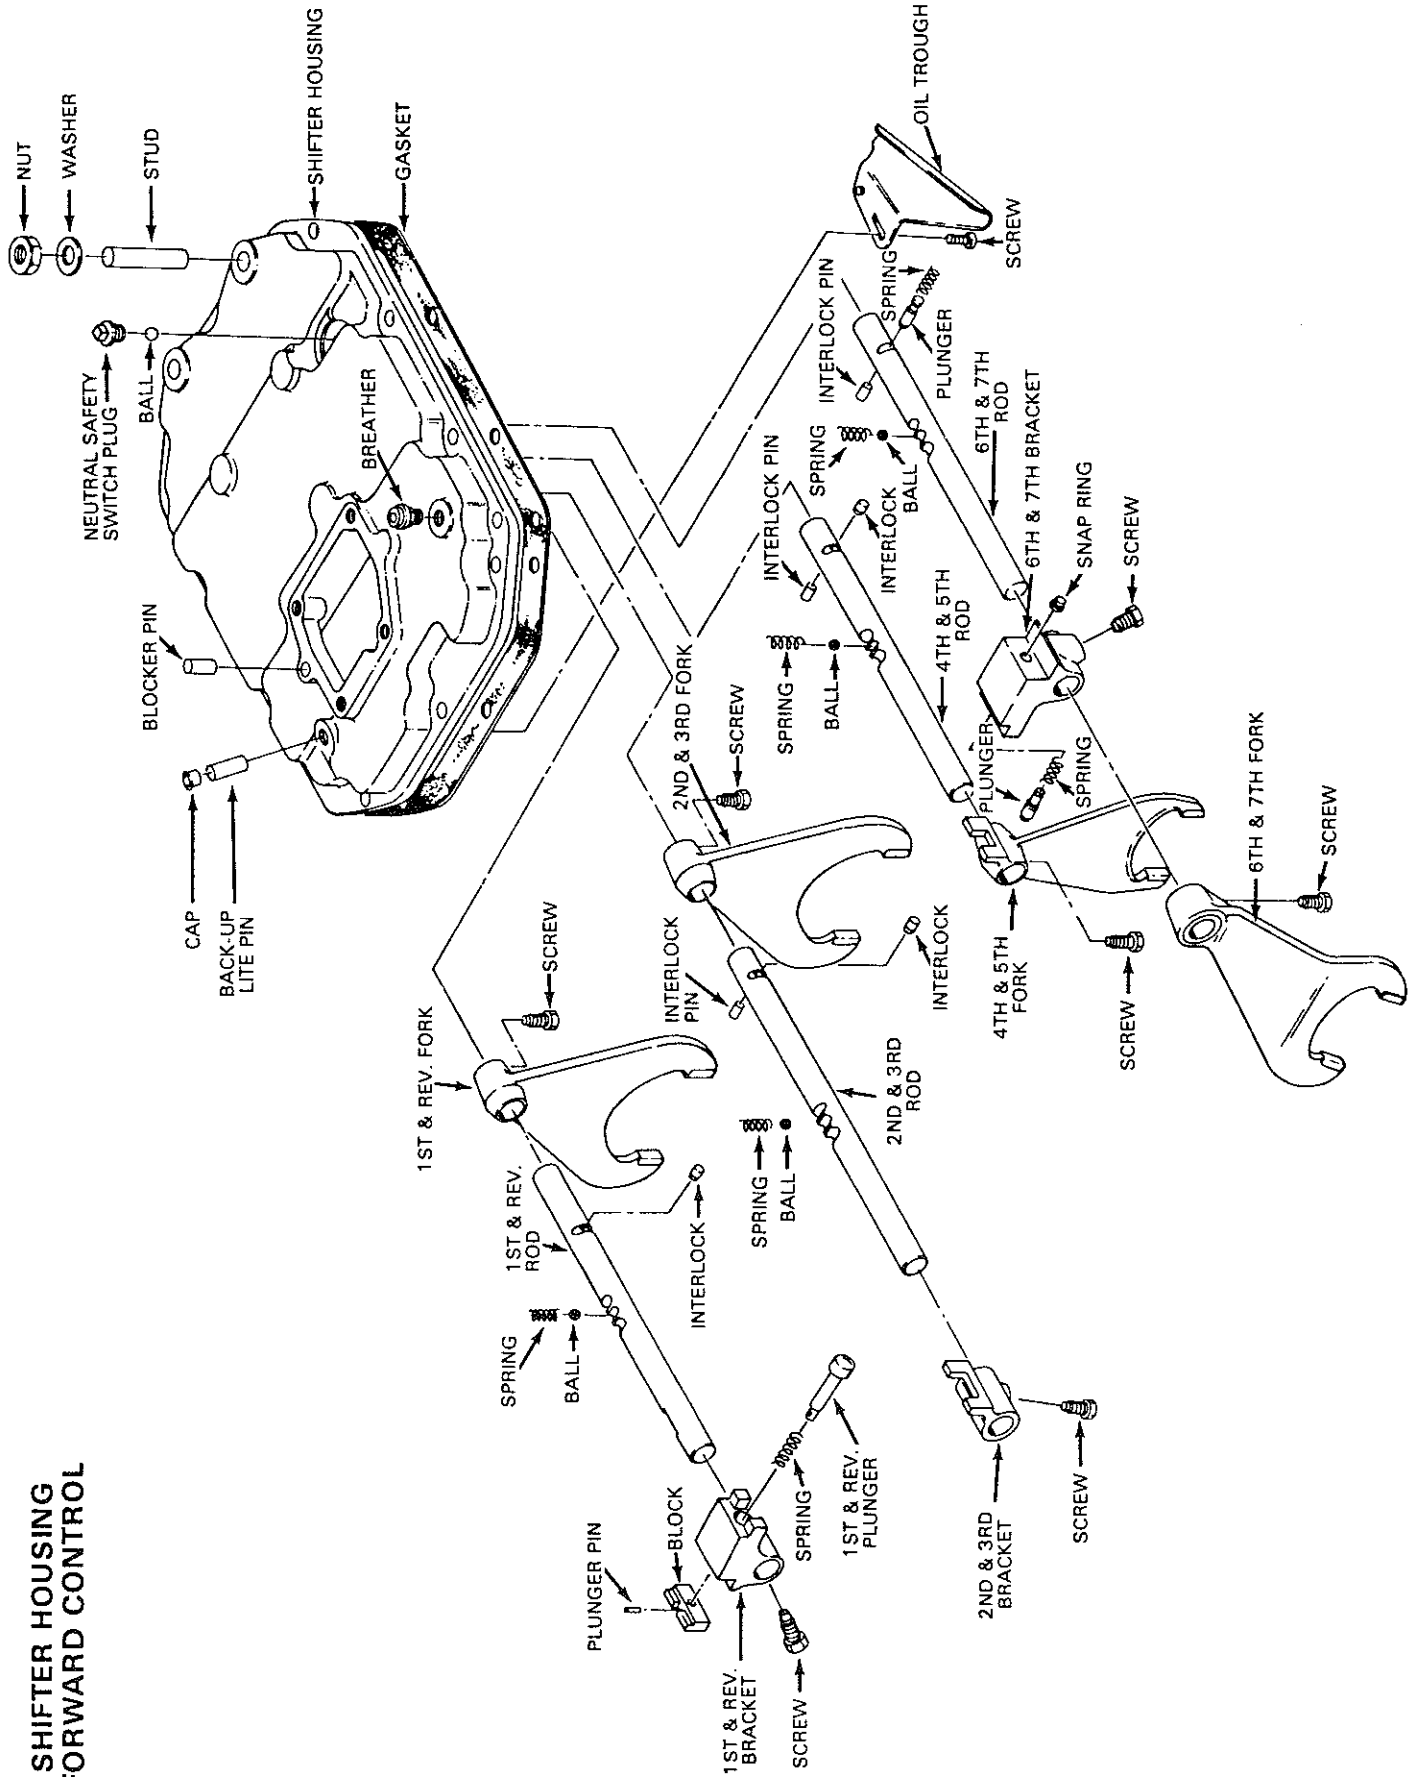 SHIFTER HOUSING
FORWARD CONTROL
NUT
WASHER
STUD
SHIFTER HOUSING
GASKET
NEUTRAL SAFETY
SWITCH PLUG
BALL
BREATHER
BLOCKER PIN
CAP
BACK-UP
LITE PIN
OIL TROUGH
SCREW
SPRING
PLUNGER
INTERLOCK PIN
SPRING
BALL
6TH & 7TH
ROD
6TH & 7TH BRACKET
SNAP RING
SCREW
INTERLOCK PIN
INTERLOCK
SPRING
BALL
4TH & 5TH
ROD
PLUNGER
SPRING
6TH & 7TH FORK
SCREW
4TH & 5TH
FORK
SCREW
2ND & 3RD FORK
SCREW
INTERLOCK
PIN
INTERLOCK
SPRING
BALL
2ND & 3RD
ROD
2ND & 3RD
BRACKET
SCREW
1ST & REV. FORK
SCREW
1ST & REV.
ROD
INTERLOCK
SPRING
BALL
PLUNGER PIN
BLOCK
SPRING
1ST & REV.
PLUNGER
1ST & REV.
BRACKET
SCREW